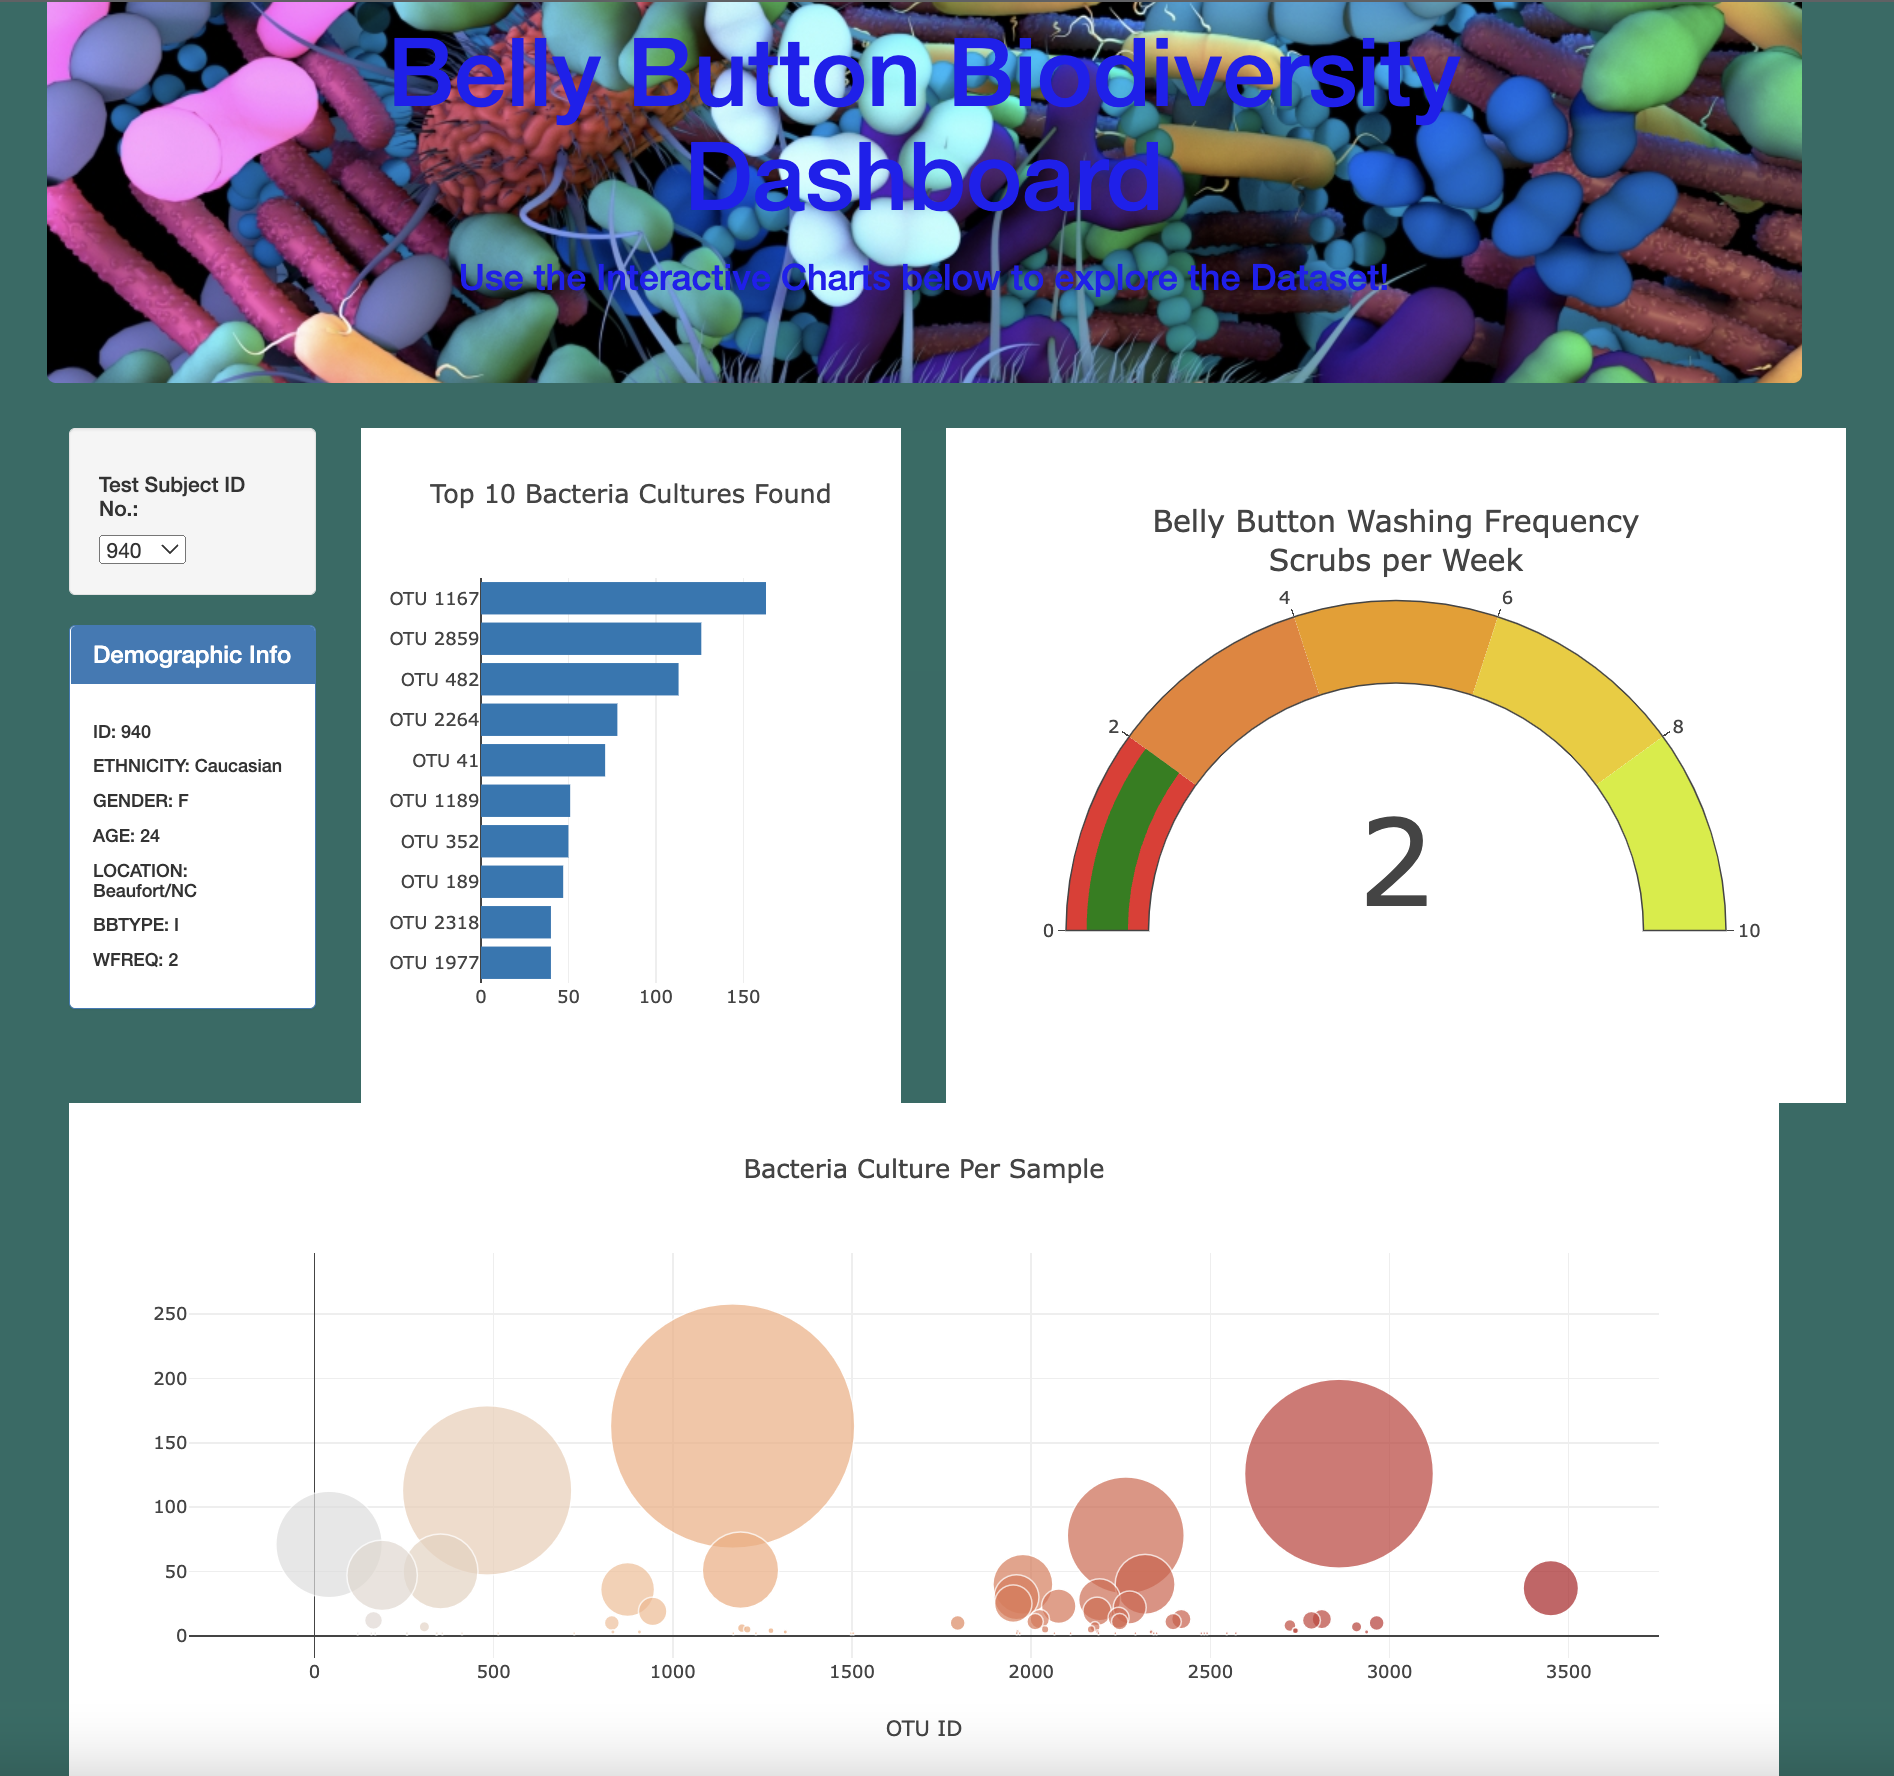 Belly Button Biodiversity
Dashboard
Use the Interactive Charts below to explore the Dataset!
Test Subject ID
No.:
940
Demographic Info
ID: 940
ETHNICITY: Caucasian
GENDER: F
AGE: 24
LOCATION:
Beaufort/NC
BBTYPE: I
WFREQ: 2
Top 10 Bacteria Cultures Found
OTU 1167
OTU 2859
OTU 482
OTU 2264
OTU 41
OTU 1189
OTU 352
OTU 189
OTU 2318
OTU 1977
0 50 100 150
Belly Button Washing Frequency
Scrubs per Week
4 6
2 8
2
0 10
Bacteria Culture Per Sample
250
200
150
100
50
0
0 500 1000 1500 2000 2500 3000 3500
OTU ID